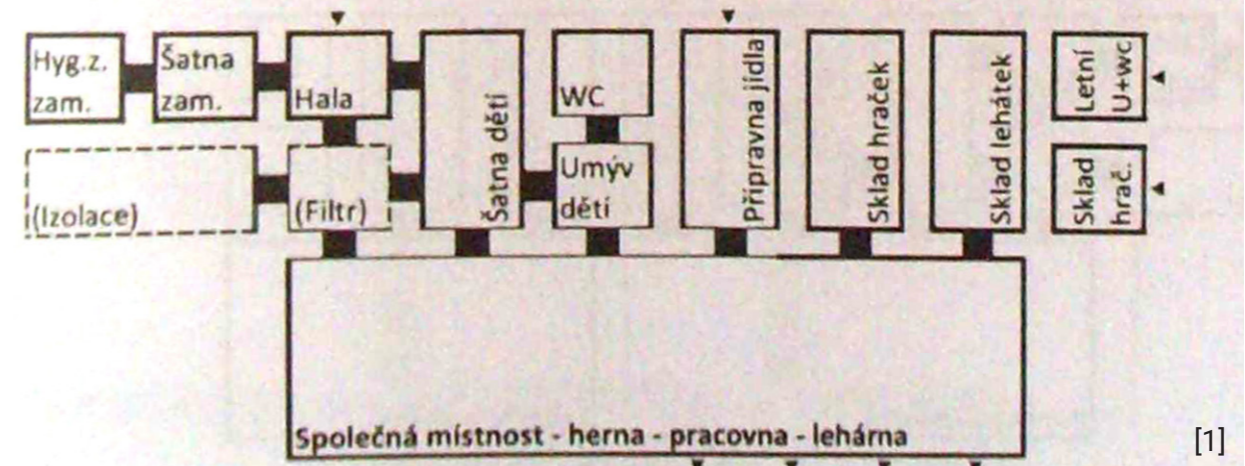 Hyg.z.
zam.
Šatna
zam.
Hala
Šatna dětí
WC
Přípravna jídla
Sklad hraček
Sklad lehátek
Letní
U+wc
(Izolace)
(Filtr)
Umýv
dětí
Sklad
hrač.
Společná místnost - herna - pracovna - lehárna
[1]